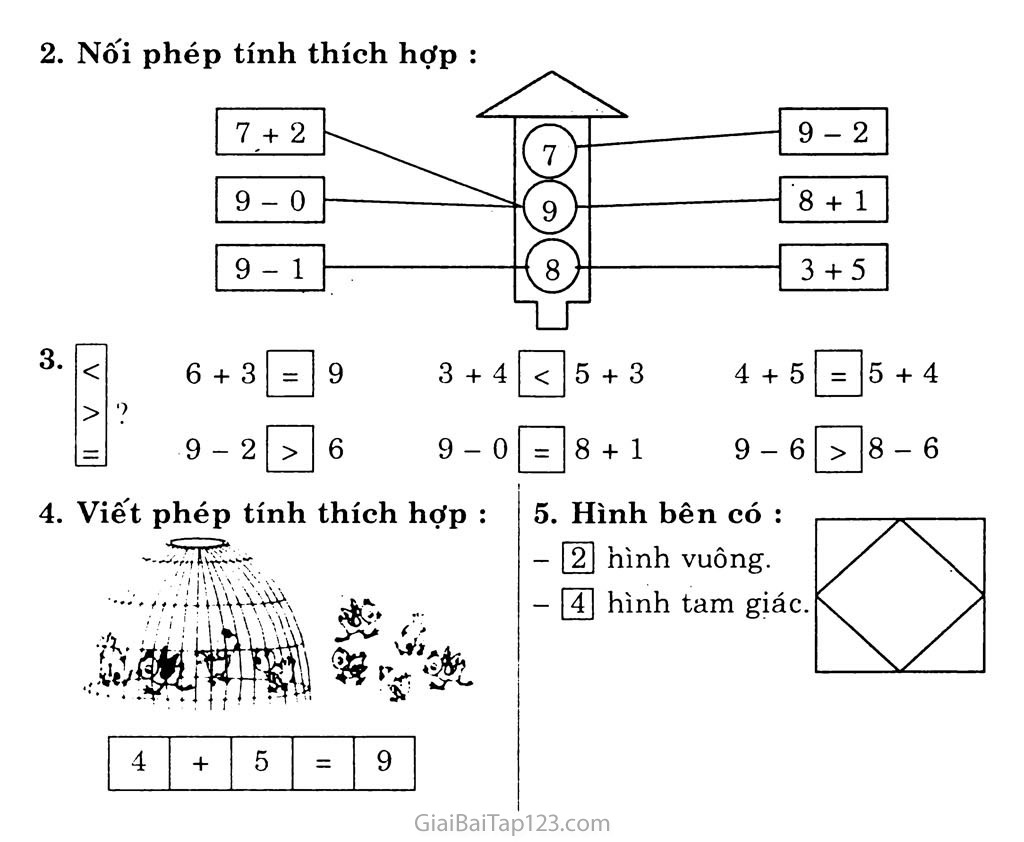 2. Nối phép tính thích hợp :
7 + 2
7
9 – 2
9 – 0
9
8 + 1
9 – 1
8
3 + 5
3.
<
>
=
?
6 + 3 = 9
3 + 4 < 5 + 3
4 + 5 = 5 + 4
9 – 2 > 6
9 – 0 = 8 + 1
9 – 6 > 8 – 6
4. Viết phép tính thích hợp :
4 + 5 = 9
5. Hình bên có :
– 2 hình vuông.
– 4 hình tam giác.
GiaiBaiTap123.com